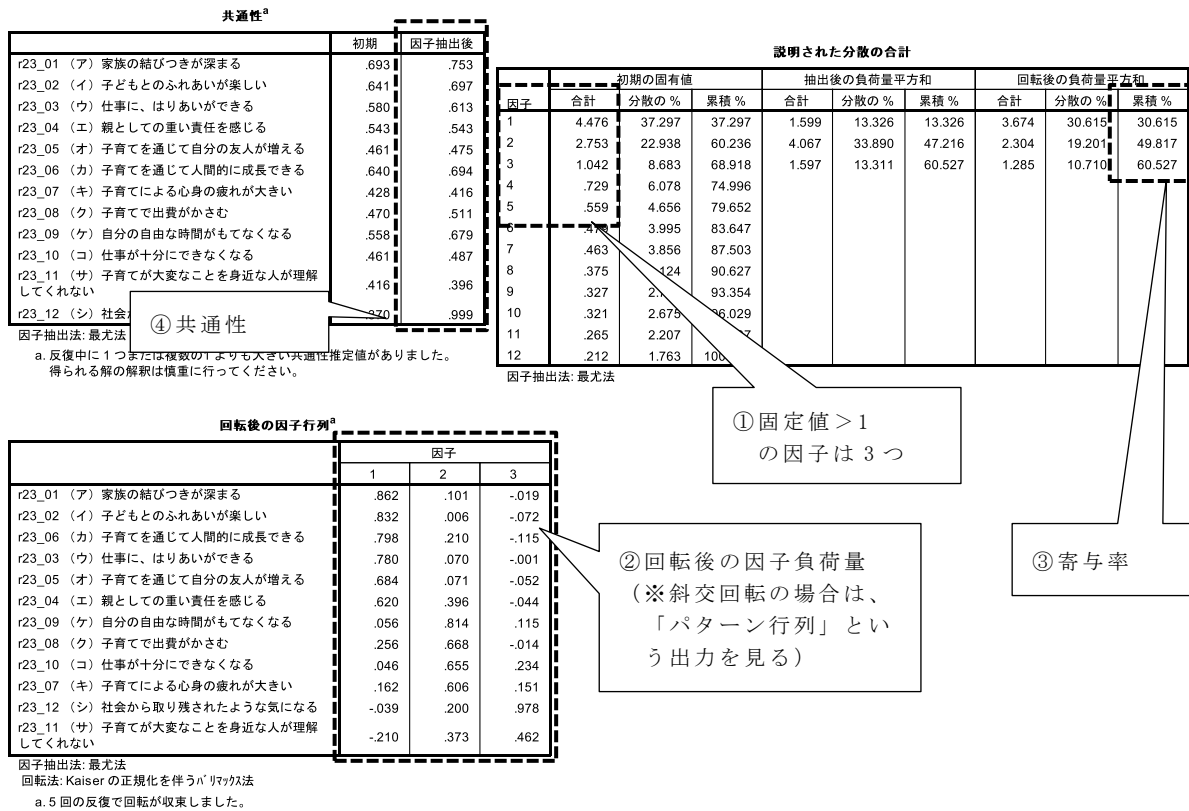 共通性a
初期 因子抽出後
r23_01 （ア）家族の結びつきが深まる .693 .753
r23_02 （イ）子どもとのふれあいが楽しい .641 .697
r23_03 （ウ）仕事に、はりあいができる .580 .613
r23_04 （エ）親としての重い責任を感じる .543 .543
r23_05 （オ）子育てを通じて自分の友人が増える .461 .475
r23_06 （カ）子育てを通じて人間的に成長できる .640 .694
r23_07 （キ）子育てによる心身の疲れが大きい .428 .416
r23_08 （ク）子育てで出費がかさむ .470 .511
r23_09 （ケ）自分の自由な時間がもてなくなる .558 .679
r23_10 （コ）仕事が十分にできなくなる .461 .487
r23_11 （サ）子育てが大変なことを身近な人が理解
してくれない .416 .396
r23_12 （シ）社会 .999
因子抽出法: 最尤法
a. 反復中に 1 つまたは複数の1 よりも大きい共通性推定値がありました。
得られる解の解釈は慎重に行ってください。
④共通性
説明された分散の合計
因子 初期の固有値 抽出後の負荷量平方和 回転後の負荷量平方和
合計 分散の % 累積 % 合計 分散の % 累積 % 合計 分散の % 累積 %
1 4.476 37.297 37.297 1.599 13.326 13.326 3.674 30.615 30.615
2 2.753 22.938 60.236 4.067 33.890 47.216 2.304 19.201 49.817
3 1.042 8.683 68.918 1.597 13.311 60.527 1.285 10.710 60.527
4 .729 6.078 74.996
5 .559 4.656 79.652
6 3.995 83.647
7 .463 3.856 87.503
8 .375 90.627
9 .327 93.354
10 .321 2.675
11 .265 2.207
12 .212 1.763
因子抽出法: 最尤法
①固定値＞1
の因子は 3 つ
③寄与率
回転後の因子行列a
因子
1 2 3
r23_01 （ア）家族の結びつきが深まる .862 .101 -.019
r23_02 （イ）子どもとのふれあいが楽しい .832 .006 -.072
r23_06 （カ）子育てを通じて人間的に成長できる .798 .210 -.115
r23_03 （ウ）仕事に、はりあいができる .780 .070 -.001
r23_05 （オ）子育てを通じて自分の友人が増える .684 .071 -.052
r23_04 （エ）親としての重い責任を感じる .620 .396 -.044
r23_09 （ケ）自分の自由な時間がもてなくなる .056 .814 .115
r23_08 （ク）子育てで出費がかさむ .256 .668 -.014
r23_10 （コ）仕事が十分にできなくなる .046 .655 .234
r23_07 （キ）子育てによる心身の疲れが大きい .162 .606 .151
r23_12 （シ）社会から取り残されたような気になる -.039 .200 .978
r23_11 （サ）子育てが大変なことを身近な人が理解
してくれない -.210 .373 .462
因子抽出法: 最尤法
回転法: Kaiser の正規化を伴うﾊﾞﾘﾏｯｸｽ法
a. 5 回の反復で回転が収束しました。
②回転後の因子負荷量
（※斜交回転の場合は、
「パターン行列」とい
う出力を見る）